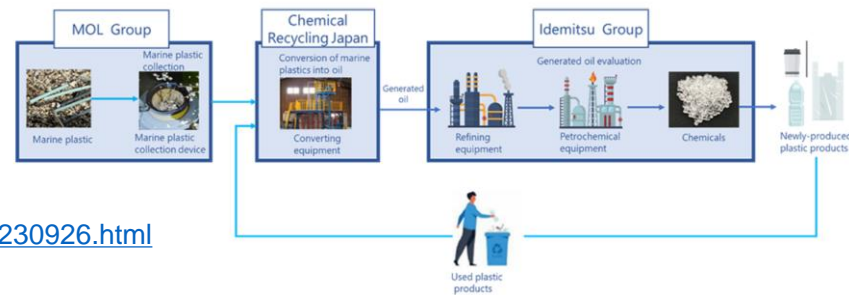 MOL Group
Marine plastic
collection
Marine plastic
Marine plastic
collection device
Chemical
Recycling Japan
Conversion of marine
plastics into oil
Converting
equipment
Generated
oil
Idemitsu Group
Generated oil evaluation
Refining
equipment
Petrochemical
equipment
Chemicals
Newly-produced
plastic products
230926.html
Used plastic
products